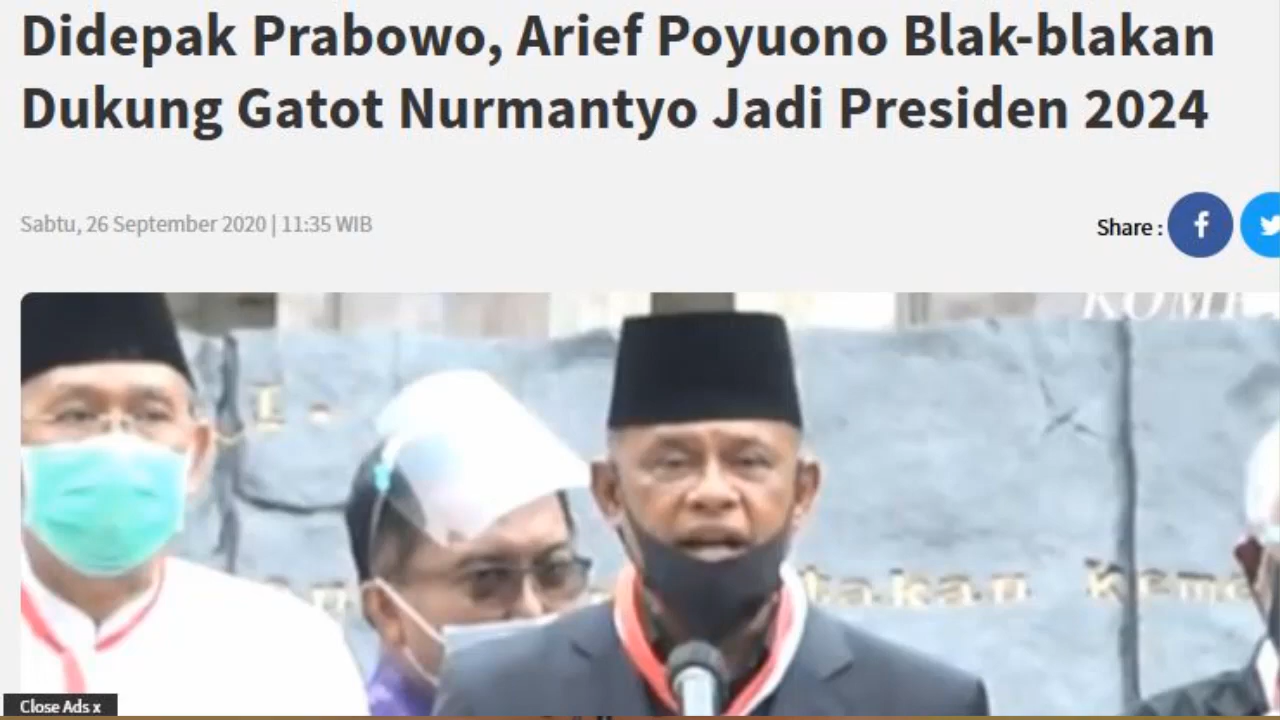 Didepak Prabowo, Arief Poyuono Blak-blakan
Dukung Gatot Nurmantyo Jadi Presiden 2024
Sabtu, 26 September 2020 | 11:35 WIB
Share :
Close Ads x